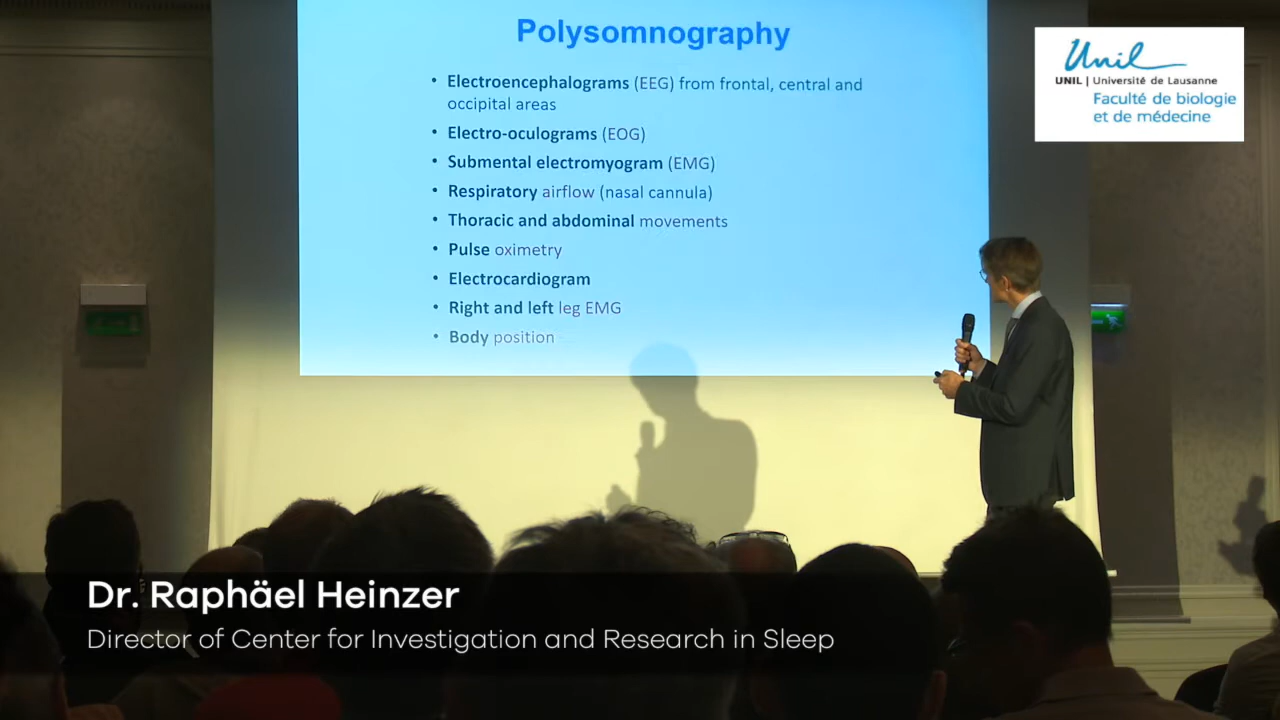 Polysomnography
• Electroencephalograms (EEG) from frontal, central and
occipital areas
• Electro-oculograms (EOG)
• Submental electromyogram (EMG)
• Respiratory airflow (nasal cannula)
• Thoracic and abdominal movements
• Pulse oximetry
• Electrocardiogram
• Right and left leg EMG
• Body position
Unil
UNIL | Université de Lausanne
Faculté de biologie
et de médecine
Dr. Raphäel Heinzer
Director of Center for Investigation and Research in Sleep